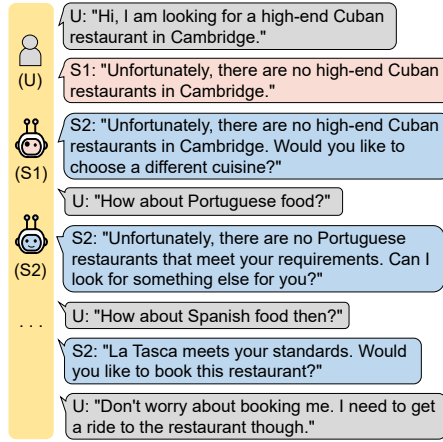 U: "Hi, I am looking for a high-end Cuban
restaurant in Cambridge."
(U)
S1: "Unfortunately, there are no high-end Cuban
restaurants in Cambridge."
S2: "Unfortunately, there are no high-end Cuban
restaurants in Cambridge. Would you like to
choose a different cuisine?"
(S1)
U: "How about Portuguese food?"
S2: "Unfortunately, there are no Portuguese
restaurants that meet your requirements. Can I
look for something else for you?"
(S2)
U: "How about Spanish food then?"
. . .
S2: "La Tasca meets your standards. Would
you like to book this restaurant?"
U: "Don't worry about booking me. I need to get
a ride to the restaurant though."